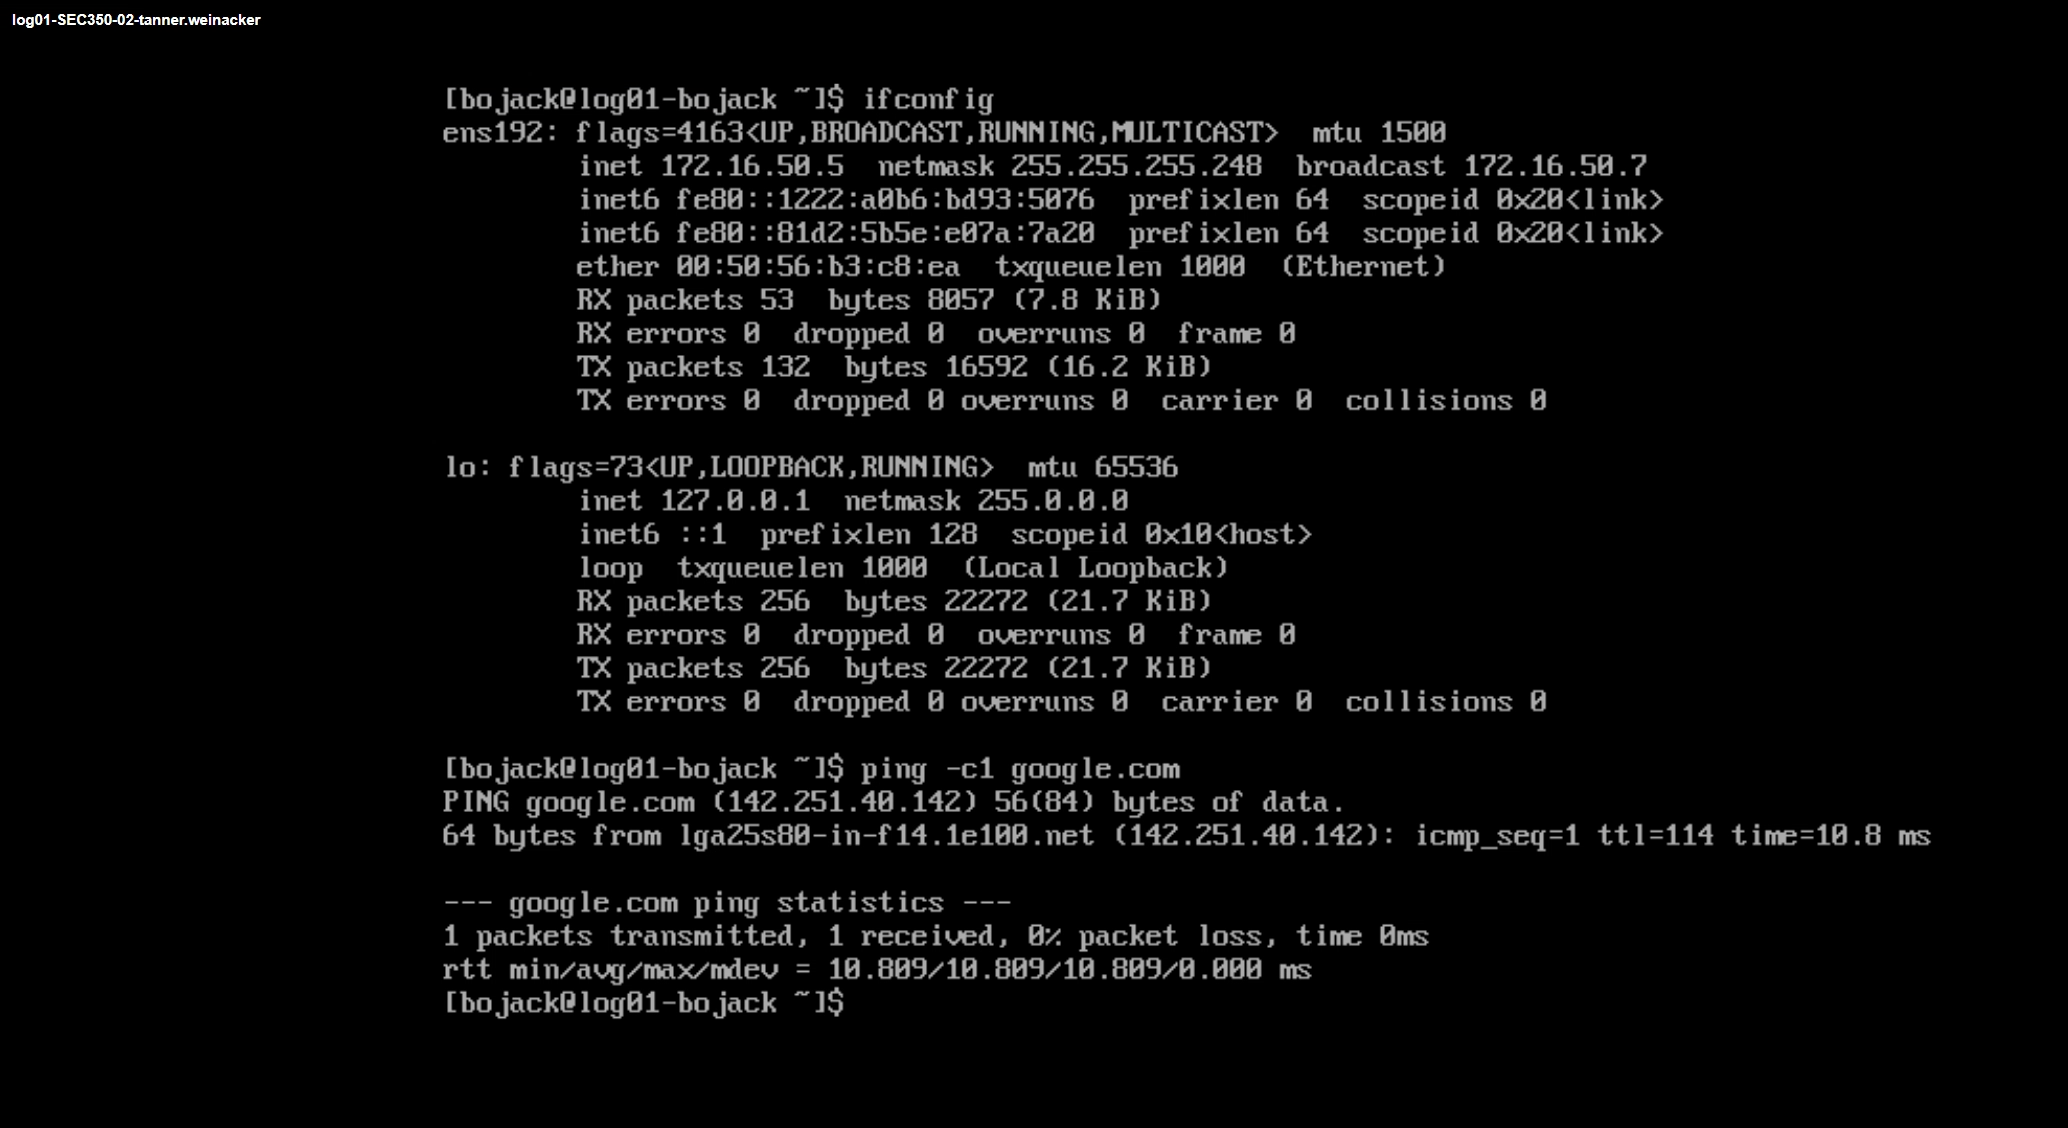 log01-SEC350-02-tanner.weinacker
[bojack@log01-bojack ~]$ ifconfig
ens192: flags=4163<UP,BROADCAST,RUNNING,MULTICAST>  mtu 1500
        inet 172.16.50.5  netmask 255.255.255.248  broadcast 172.16.50.7
        inet6 fe80::1222:a0b6:bd93:5076  prefixlen 64  scopeid 0x20<link>
        inet6 fe80::81d2:5b5e:e07a:7a20  prefixlen 64  scopeid 0x20<link>
        ether 00:50:56:b3:c8:ea  txqueuelen 1000  (Ethernet)
        RX packets 53  bytes 8057 (7.8 KiB)
        RX errors 0  dropped 0  overruns 0  frame 0
        TX packets 132  bytes 16592 (16.2 KiB)
        TX errors 0  dropped 0 overruns 0  carrier 0  collisions 0
lo: flags=73<UP,LOOPBACK,RUNNING>  mtu 65536
        inet 127.0.0.1  netmask 255.0.0.0
        inet6 ::1  prefixlen 128  scopeid 0x10<host>
        loop  txqueuelen 1000  (Local Loopback)
        RX packets 256  bytes 22272 (21.7 KiB)
        RX errors 0  dropped 0  overruns 0  frame 0
        TX packets 256  bytes 22272 (21.7 KiB)
        TX errors 0  dropped 0 overruns 0  carrier 0  collisions 0
[bojack@log01-bojack ~]$ ping -c1 google.com
PING google.com (142.251.40.142) 56(84) bytes of data.
64 bytes from lga25s80-in-f14.1e100.net (142.251.40.142): icmp_seq=1 ttl=114 time=10.8 ms
--- google.com ping statistics ---
1 packets transmitted, 1 received, 0% packet loss, time 0ms
rtt min/avg/max/mdev = 10.809/10.809/10.809/0.000 ms
[bojack@log01-bojack ~]$